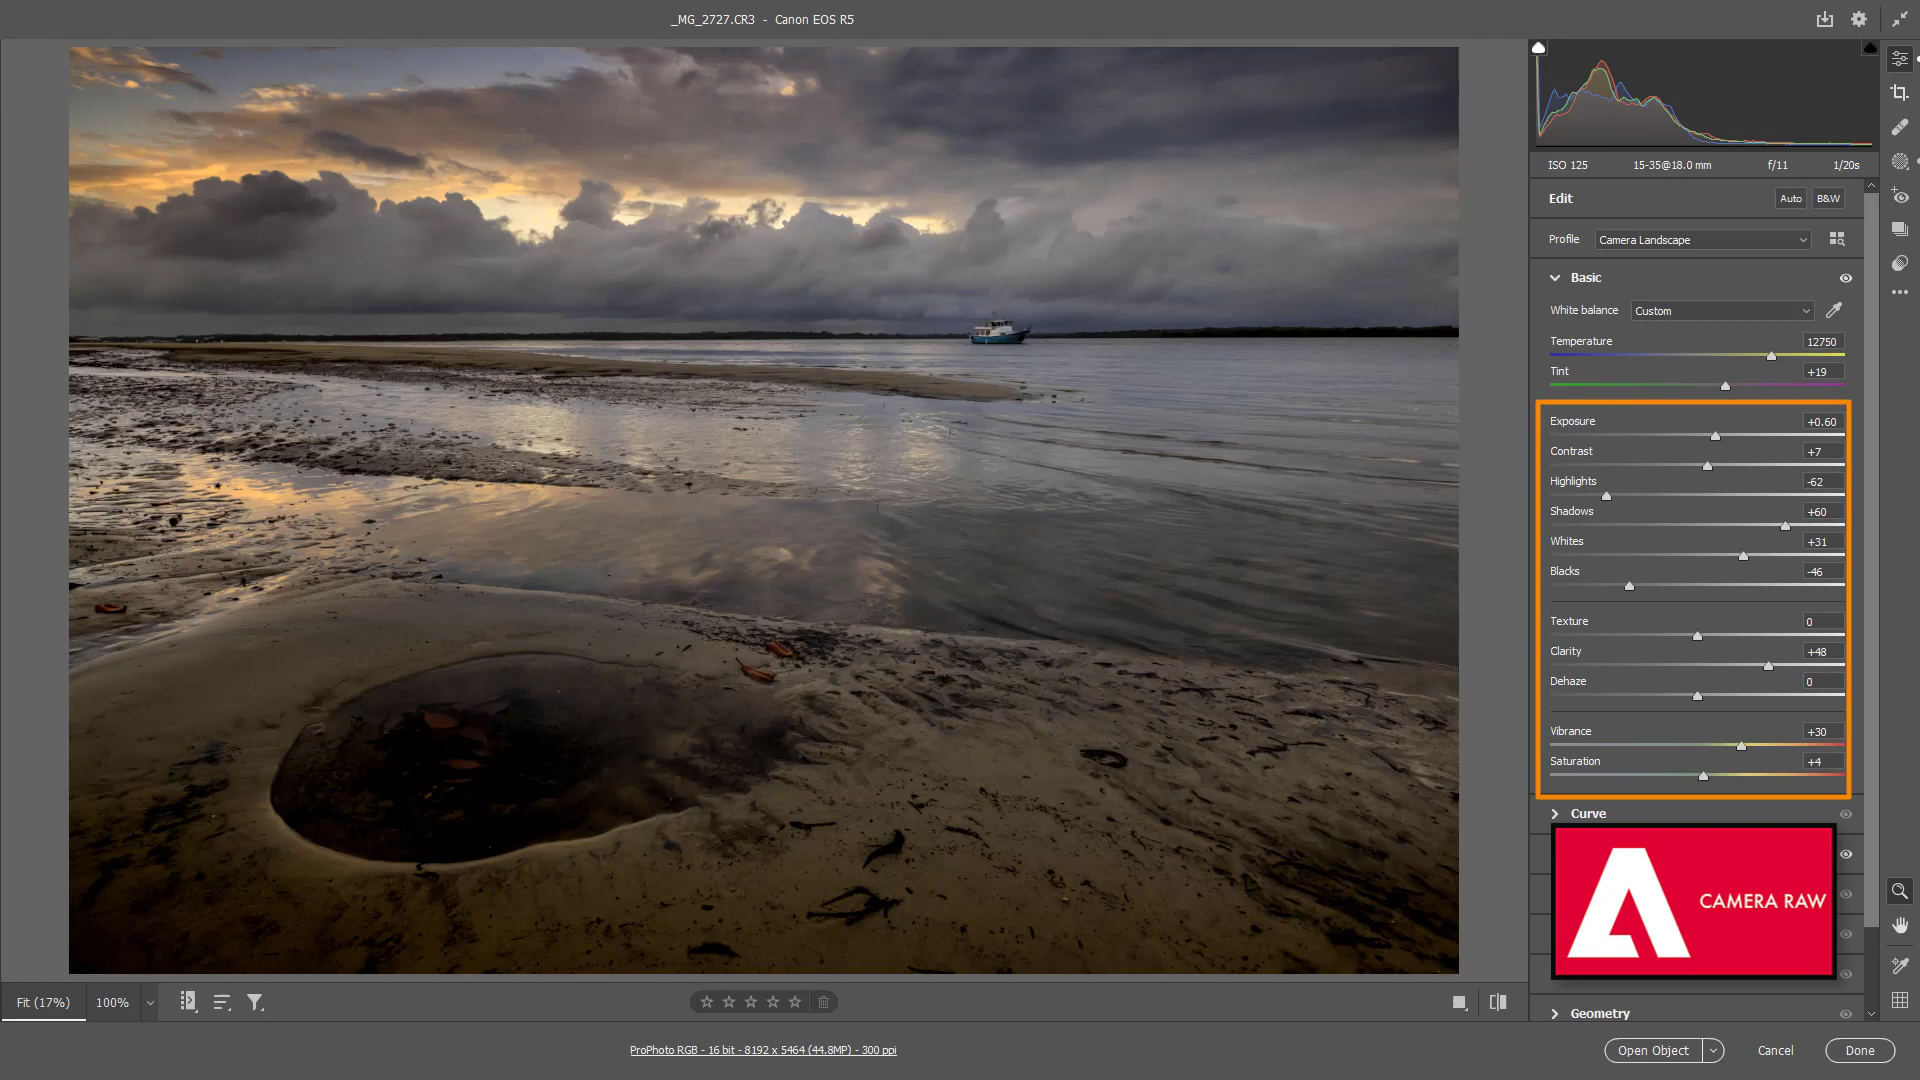 _MG_2727.CR3 - Canon EOS R5
ISO 125 15-35@18.0 mm f/11 1/20s
Edit Auto B&W
Profile Camera Landscape
Basic
White balance Custom
Temperature 12750
Tint +19
Exposure +0.60
Contrast +7
Highlights -62
Shadows +60
Whites +31
Blacks -46
Texture 0
Clarity +48
Dehaze 0
Vibrance +30
Saturation +4
Curve
CAMERA RAW
Geometry
Fit (17%) 100%
ProPhoto RGB - 16 bit - 8192 x 5464 (44.8MP) - 300 ppi
Open Object Cancel Done